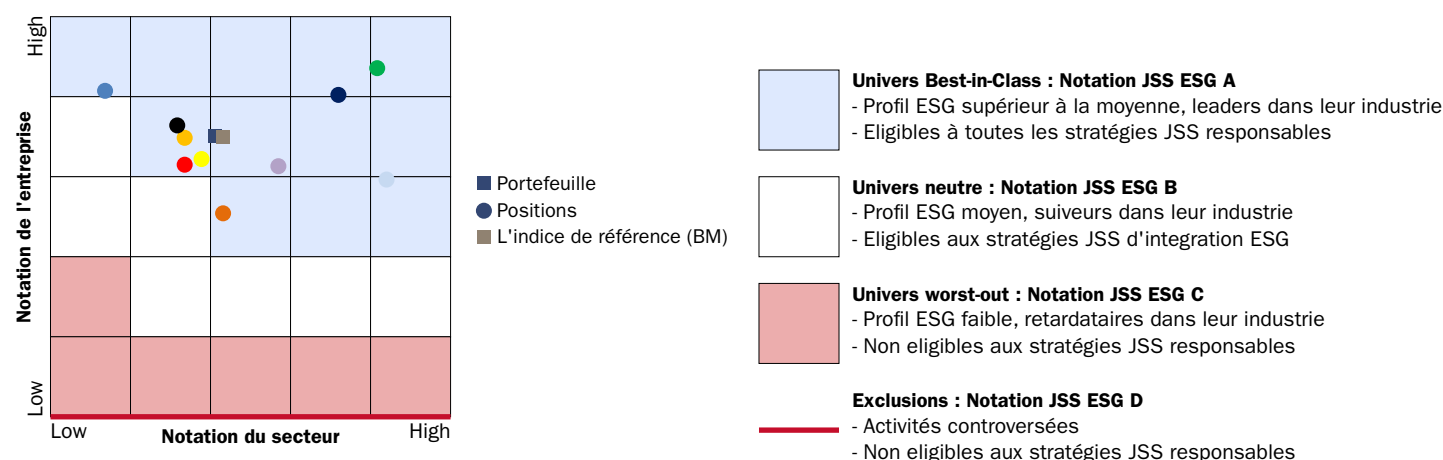 High
Notation de l'entreprise
Low
Low
Notation du secteur
High
Portefeuille
Positions
L'indice de référence (BM)
Univers Best-in-Class : Notation JSS ESG A
- Profil ESG supérieur à la moyenne, leaders dans leur industrie
- Eligibles à toutes les stratégies JSS responsables
Univers neutre : Notation JSS ESG B
- Profil ESG moyen, suiveurs dans leur industrie
- Eligibles aux stratégies JSS d'integration ESG
Univers worst-out : Notation JSS ESG C
- Profil ESG faible, retardataires dans leur industrie
- Non eligibles aux stratégies JSS responsables
Exclusions : Notation JSS ESG D
- Activités controversées
- Non eligibles aux stratégies JSS responsables